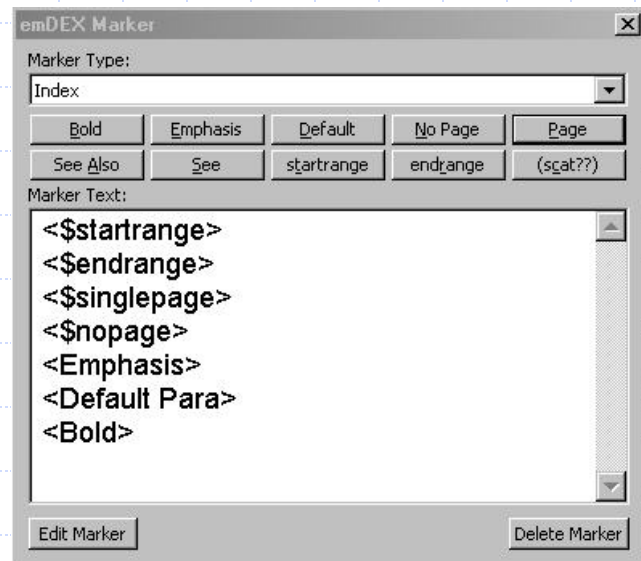 emDEX Marker
Marker Type:
Index
Bold Emphasis Default No Page Page
See Also See startrange endrange (scat??)
Marker Text:
<$startrange>
<$endrange>
<$singlepage>
<$nopage>
<Emphasis>
<Default Para>
<Bold>
Edit Marker Delete Marker